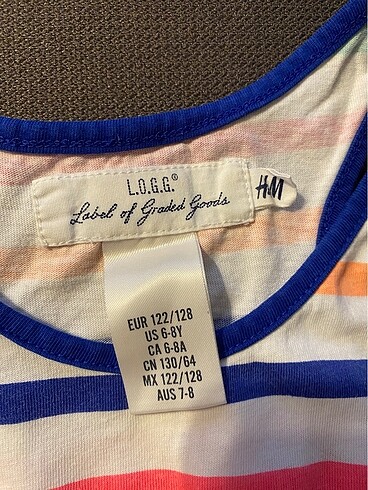 L.O.G.G.®
Label of Graded Goods
H&M
EUR 122/128
US 6-8Y
CA 6-8A
CN 130/64
MX 122/128
AUS 7-8